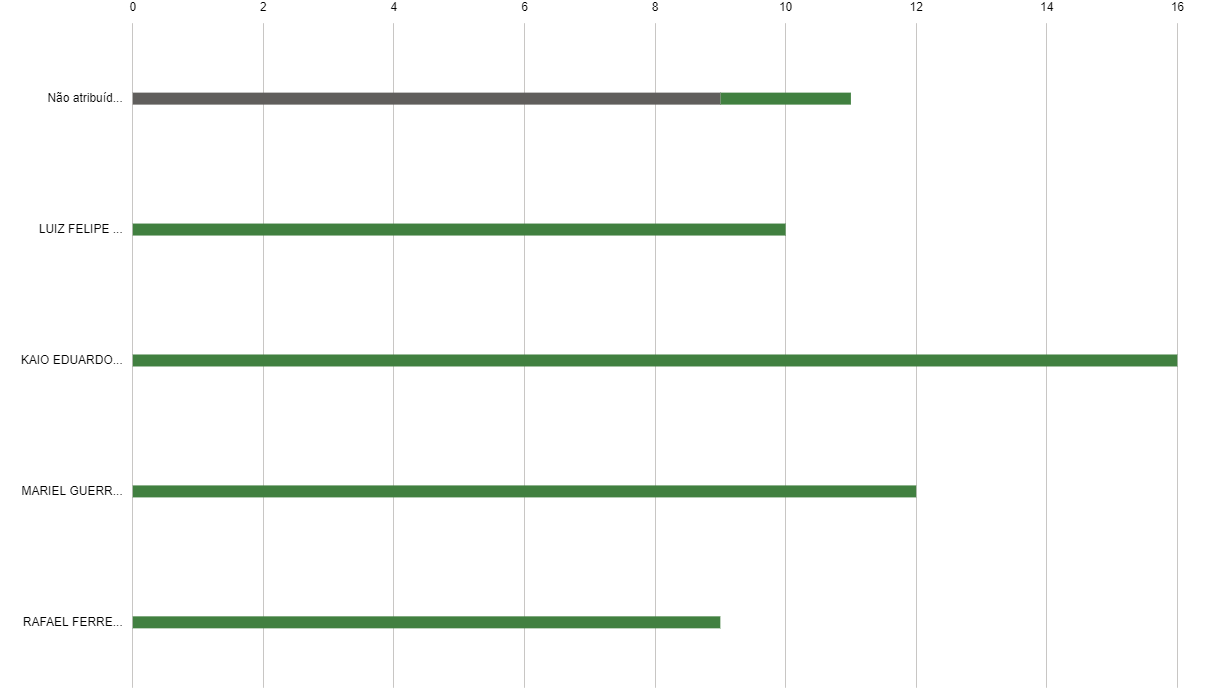 0 2 4 6 8 10 12 14 16
Não atribuíd...
LUIZ FELIPE ...
KAIO EDUARDO...
MARIEL GUERR...
RAFAEL FERRE...